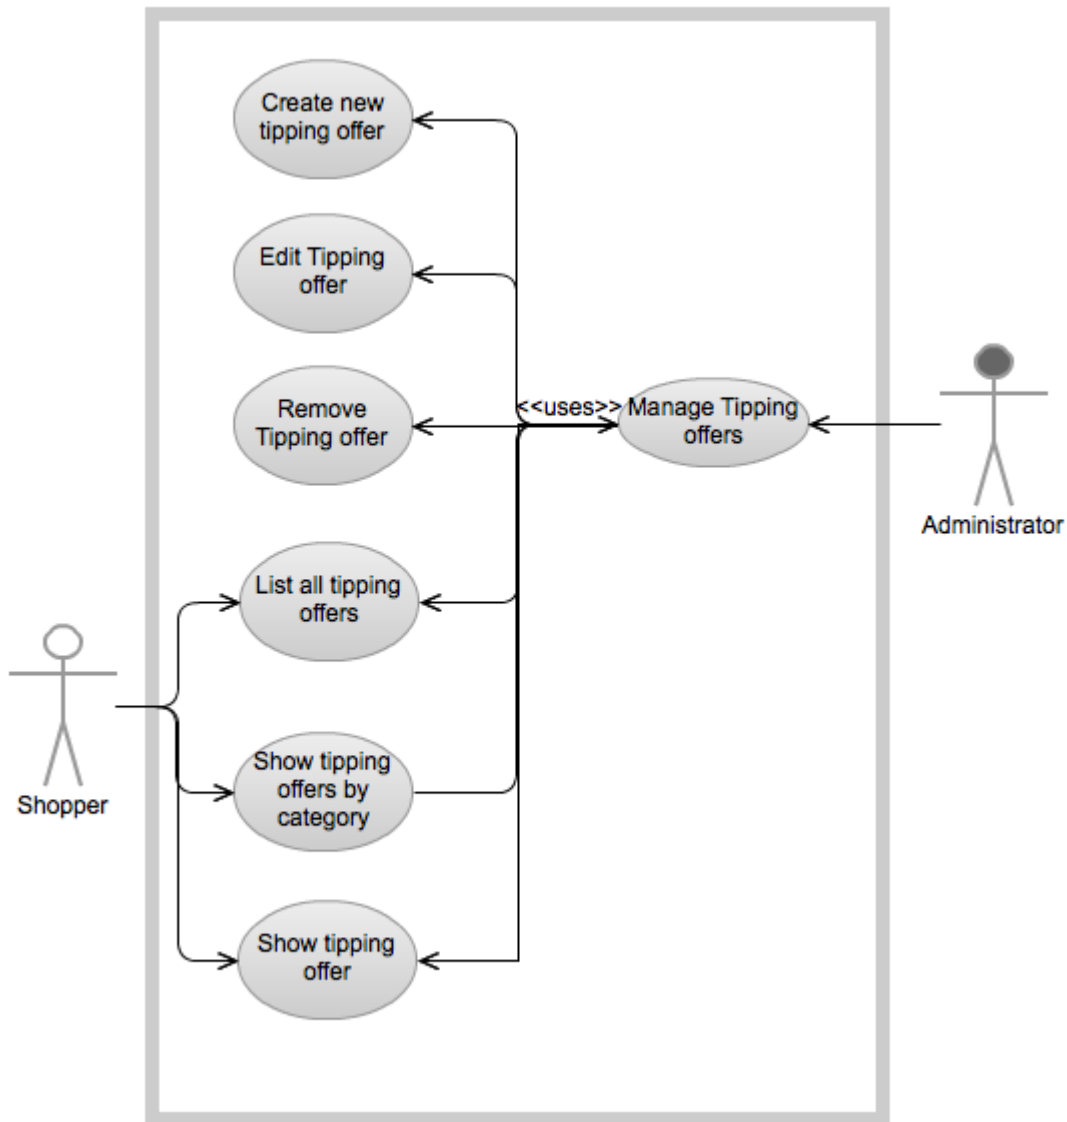 Create new
tipping offer
Edit Tipping
offer
Remove
Tipping offer
<<uses>>
Manage Tipping
offers
Administrator
List all tipping
offers
Shopper
Show tipping
offers by
category
Show tipping
offer